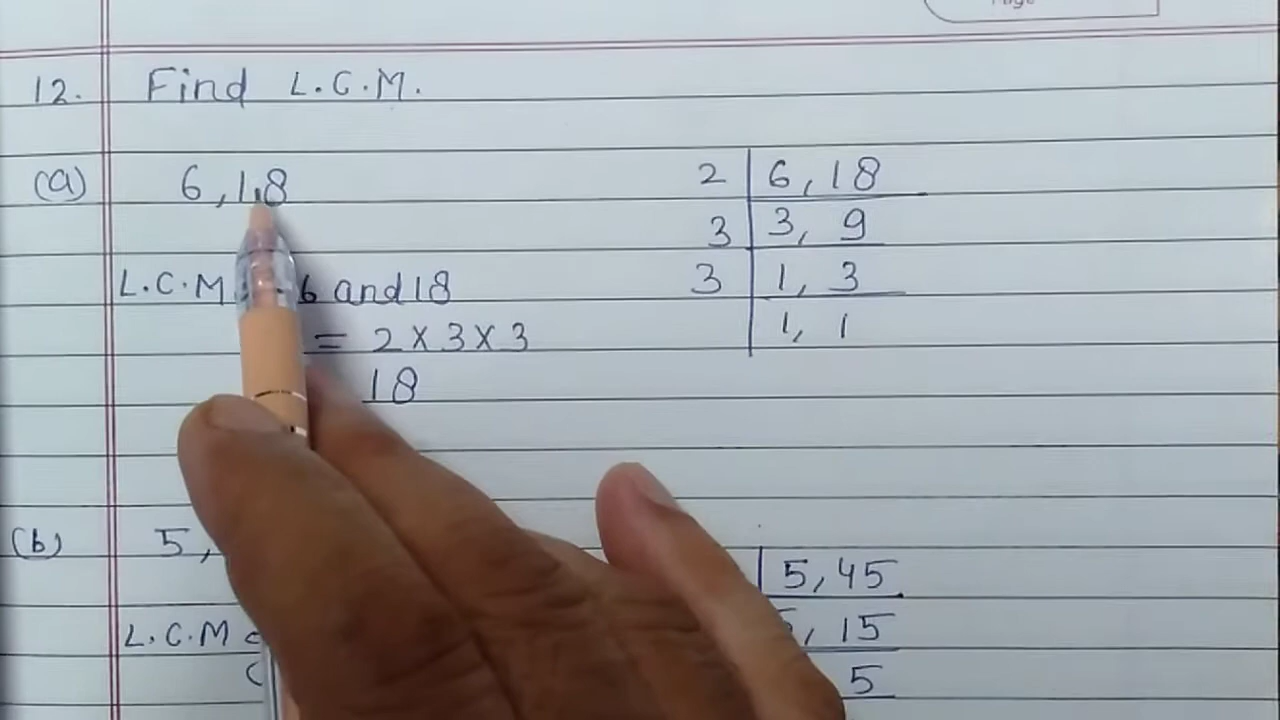 Page
12. Find L.C.M.
(a) 6, 18
2 | 6, 18
3 | 3, 9
3 | 1, 3
1, 1
L.C.M 6 and 18
= 2 × 3 × 3
18
(b) 5,
5, 45
, 15
5
L.C.M